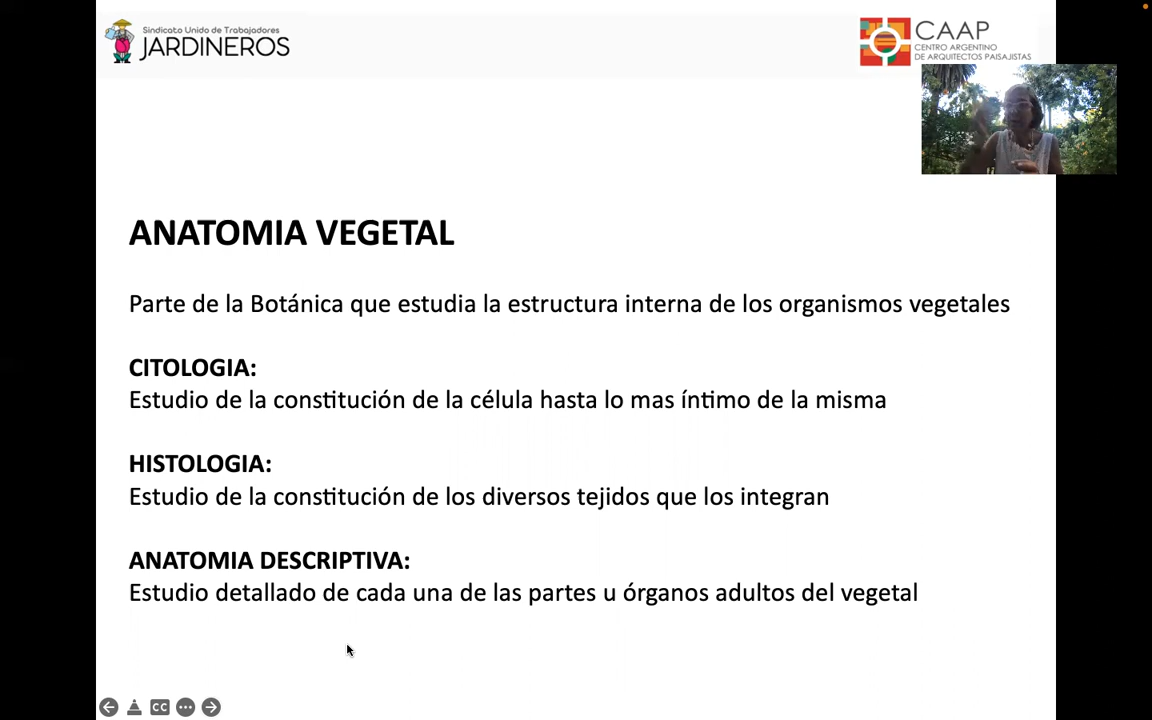 Sindicato Unido de Trabajadores
JARDINEROS
CAAP
CENTRO ARGENTINO
DE ARQUITECTOS PAISAJISTAS
ANATOMIA VEGETAL
Parte de la Botánica que estudia la estructura interna de los organismos vegetales
CITOLOGIA:
Estudio de la constitución de la célula hasta lo mas íntimo de la misma
HISTOLOGIA:
Estudio de la constitución de los diversos tejidos que los integran
ANATOMIA DESCRIPTIVA:
Estudio detallado de cada una de las partes u órganos adultos del vegetal
CC